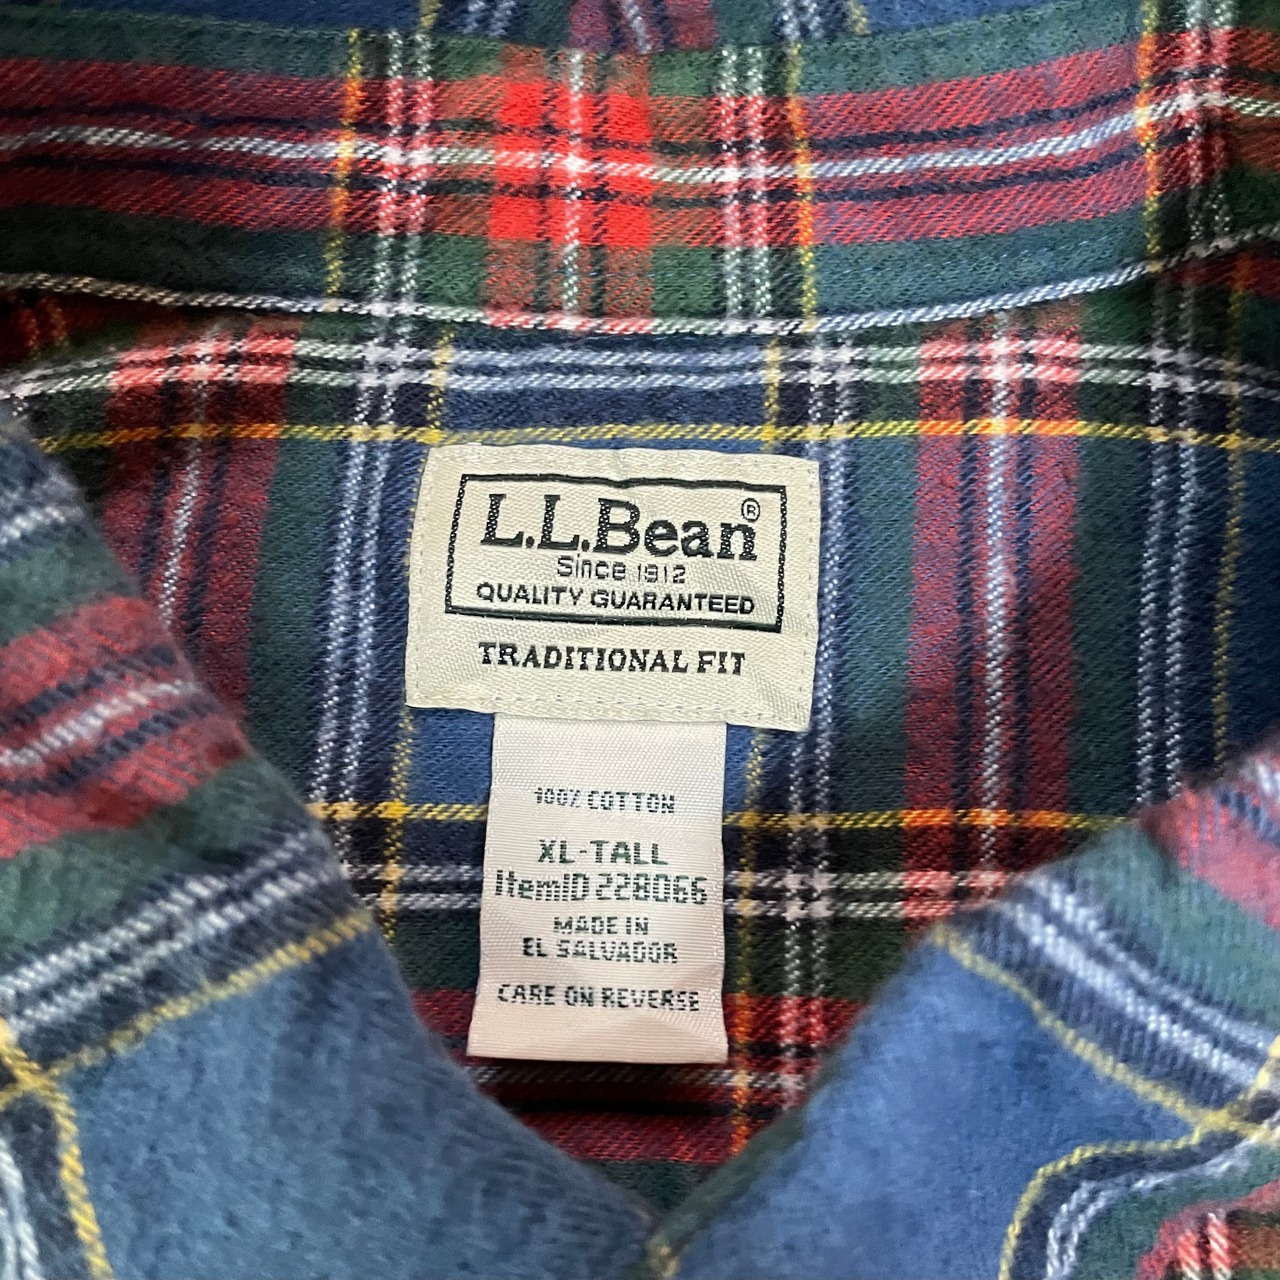 L.L.Bean®
Since 1912
QUALITY GUARANTEED
TRADITIONAL FIT
100% COTTON
XL-TALL
ItemID 228066
MADE IN
EL SALVADOR
CARE ON REVERSE